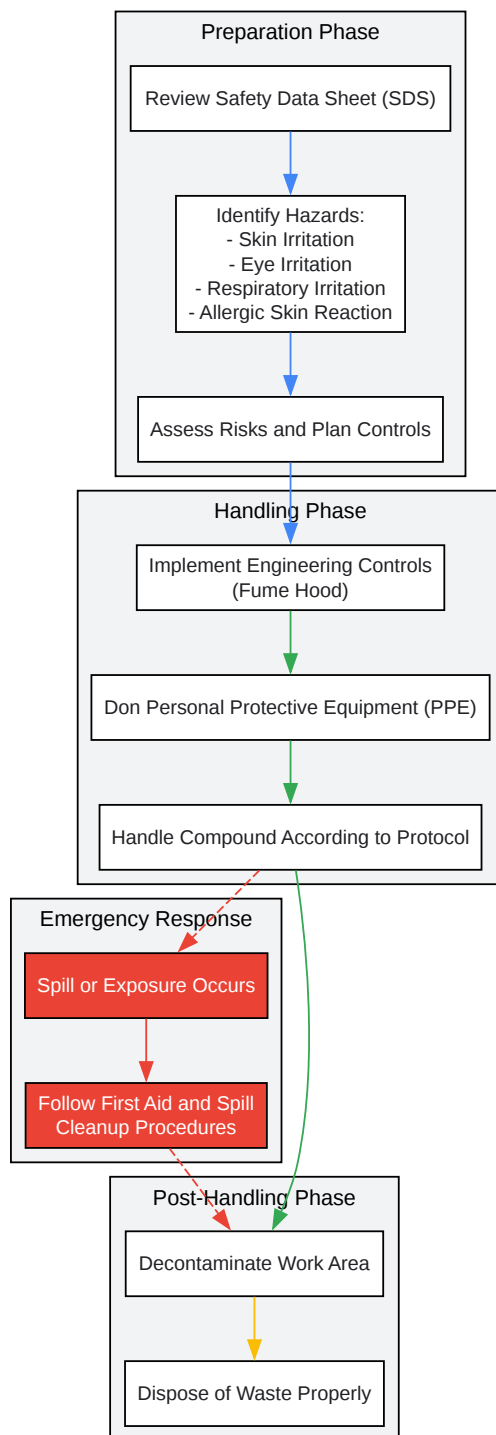 Preparation Phase
Review Safety Data Sheet (SDS)
Identify Hazards:
- Skin Irritation
- Eye Irritation
- Respiratory Irritation
- Allergic Skin Reaction
Assess Risks and Plan Controls
Handling Phase
Implement Engineering Controls
(Fume Hood)
Don Personal Protective Equipment (PPE)
Handle Compound According to Protocol
Emergency Response
Spill or Exposure Occurs
Follow First Aid and Spill
Cleanup Procedures
Post-Handling Phase
Decontaminate Work Area
Dispose of Waste Properly